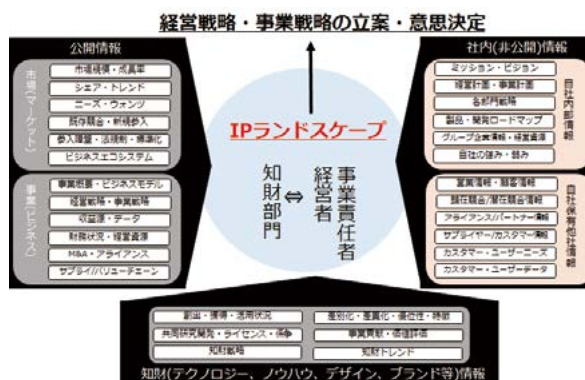 経営戦略・事業戦略の立案・意思決定
公開情報
市場(マーケット)
市場規模・成長率
シェア・トレンド
ニーズ・ウォンツ
既存競合・新規参入
参入障壁・法規制・標準化
ビジネスエコシステム
事業(ビジネス)
事業概要・ビジネスモデル
経営戦略・事業戦略
収益源・データ
財務状況・経営資源
M&A・アライアンス
サプライ/バリューチェーン
IPランドスケープ
知財部門
⇔
経営者
事業責任者
社内(非公開)情報
ミッション・ビジョン
経営計画・事業計画
各部門戦略
製品・開発ロードマップ
グループ企業情報・経営資源
自社の強み・弱み
自社内部情報
営業情報・顧客情報
顕在競合/潜在競合情報
アライアンス/パートナー情報
サプライヤー/カスタマー情報
カスタマー・ユーザーニーズ
カスタマー・ユーザーデータ
自社保有他社情報
創出・獲得・活用状況
差別化・差異化・優位性・特徴
共同研究開発・ライセンス・係争
事業貢献・価値評価
知財戦略
知財トレンド
知財(テクノロジー、ノウハウ、デザイン、ブランド等)情報